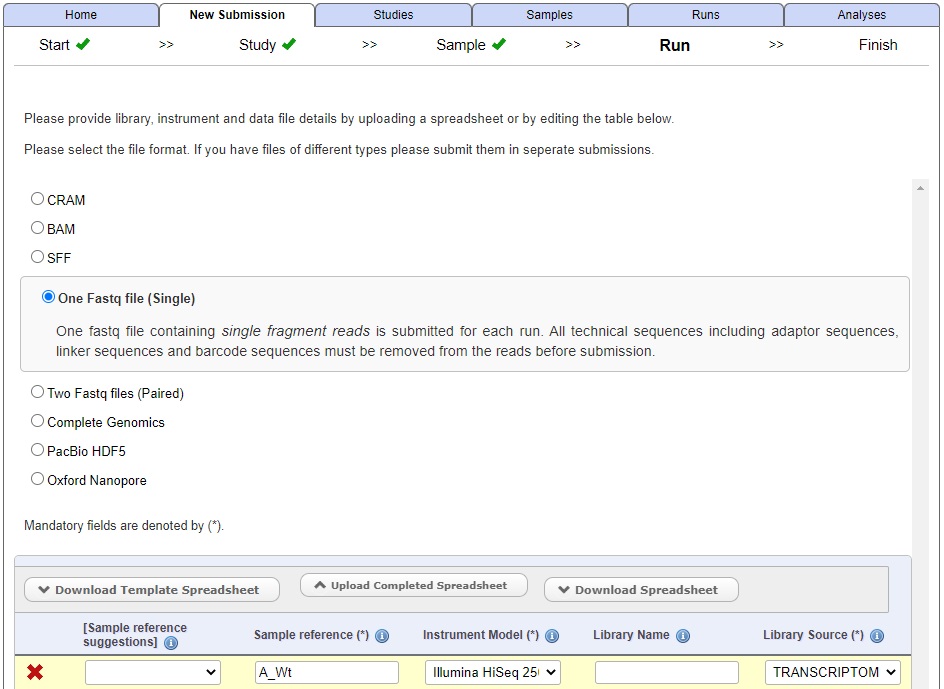 Home New Submission Studies Samples Runs Analyses
Start >> Study >> Sample >> Run >> Finish
Please provide library, instrument and data file details by uploading a spreadsheet or by editing the table below.
Please select the file format. If you have files of different types please submit them in seperate submissions.
CRAM
BAM
SFF
One Fastq file (Single)
One fastq file containing single fragment reads is submitted for each run. All technical sequences including adaptor sequences,
linker sequences and barcode sequences must be removed from the reads before submission.
Two Fastq files (Paired)
Complete Genomics
PacBio HDF5
Oxford Nanopore
Mandatory fields are denoted by (*).
Download Template Spreadsheet Upload Completed Spreadsheet Download Spreadsheet
[Sample reference
suggestions] Sample reference (*) Instrument Model (*) Library Name Library Source (*)
A_Wt Illumina HiSeq 25 TRANSCRIPTOM